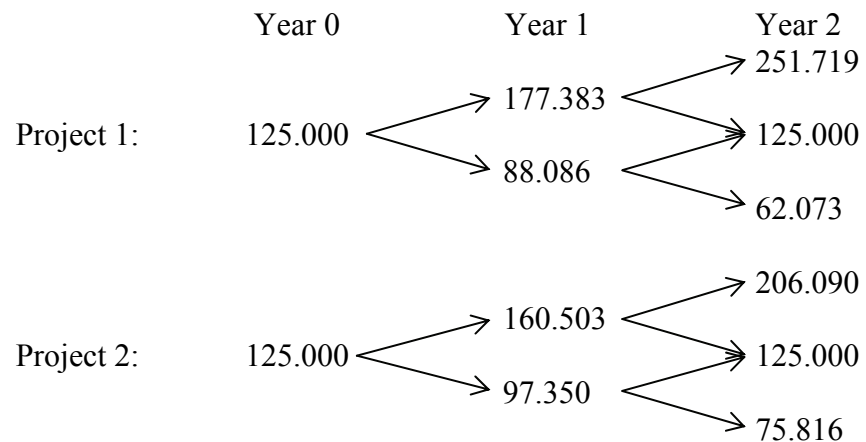 Year 0 Year 1 Year 2
251.719
177.383
Project 1: 125.000 125.000
88.086
62.073
206.090
160.503
Project 2: 125.000 125.000
97.350
75.816